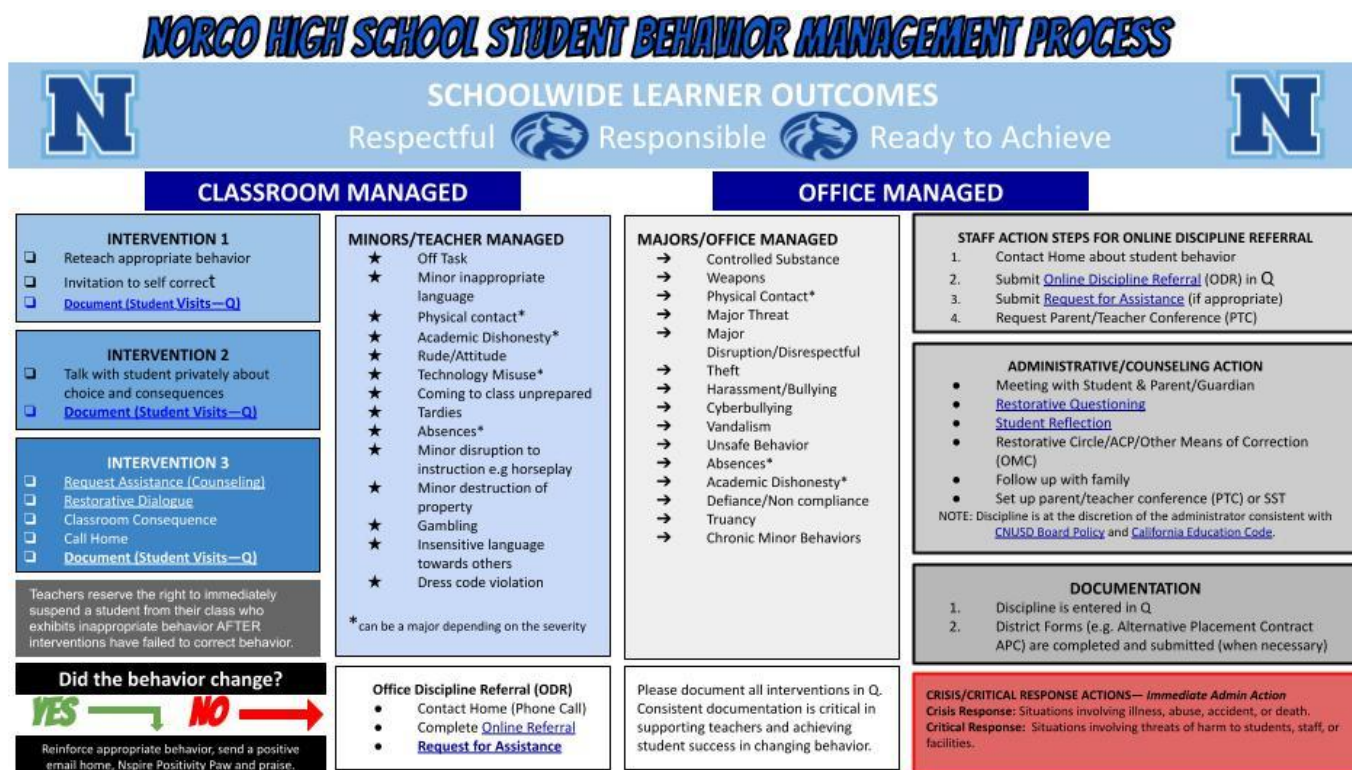 NORCO HIGH SCHOOL STUDENT BEHAVIOR MANAGEMENT PROCESS
N
SCHOOLWIDE LEARNER OUTCOMES
Respectful Responsible Ready to Achieve
N
CLASSROOM MANAGED
INTERVENTION 1
Reteach appropriate behavior
Invitation to self correct
Document (Student Visits—Q)
INTERVENTION 2
Talk with student privately about
choice and consequences
Document (Student Visits—Q)
INTERVENTION 3
Request Assistance (Counseling)
Restorative Dialogue
Classroom Consequence
Call Home
Document (Student Visits—Q)
Teachers reserve the right to immediately
suspend a student from their class who
exhibits inappropriate behavior AFTER
interventions have failed to correct behavior.
Did the behavior change?
YES NO
Reinforce appropriate behavior, send a positive
email home, Nspire Positivity Paw and praise.
MINORS/TEACHER MANAGED
Off Task
Minor inappropriate
language
Physical contact*
Academic Dishonesty*
Rude/Attitude
Technology Misuse*
Coming to class unprepared
Tardies
Absences*
Minor disruption to
instruction e.g horseplay
Minor destruction of
property
Gambling
Insensitive language
towards others
Dress code violation
*can be a major depending on the severity
Office Discipline Referral (ODR)
Contact Home (Phone Call)
Complete Online Referral
Request for Assistance
OFFICE MANAGED
MAJORS/OFFICE MANAGED
Controlled Substance
Weapons
Physical Contact*
Major Threat
Major
Disruption/Disrespectful
Theft
Harassment/Bullying
Cyberbullying
Vandalism
Unsafe Behavior
Absences*
Academic Dishonesty*
Defiance/Non compliance
Truancy
Chronic Minor Behaviors
Please document all interventions in Q.
Consistent documentation is critical in
supporting teachers and achieving
student success in changing behavior.
STAFF ACTION STEPS FOR ONLINE DISCIPLINE REFERRAL
1. Contact Home about student behavior
2. Submit Online Discipline Referral (ODR) in Q
3. Submit Request for Assistance (if appropriate)
4. Request Parent/Teacher Conference (PTC)
ADMINISTRATIVE/COUNSELING ACTION
Meeting with Student & Parent/Guardian
Restorative Questioning
Student Reflection
Restorative Circle/ACP/Other Means of Correction
(OMC)
Follow up with family
Set up parent/teacher conference (PTC) or SST
NOTE: Discipline is at the discretion of the administrator consistent with
CNUSD Board Policy and California Education Code.
DOCUMENTATION
1. Discipline is entered in Q
2. District Forms (e.g. Alternative Placement Contract
APC) are completed and submitted (when necessary)
CRISIS/CRITICAL RESPONSE ACTIONS— Immediate Admin Action
Crisis Response: Situations involving illness, abuse, accident, or death.
Critical Response: Situations involving threats of harm to students, staff, or
facilities.